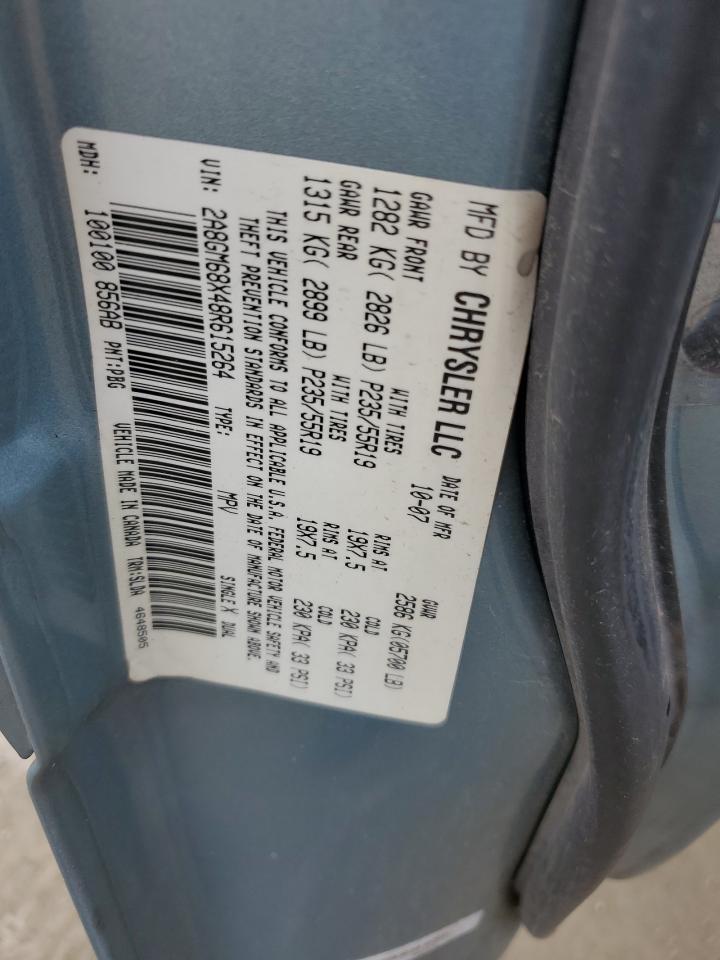 MFD BY CHRYSLER LLC DATE OF MFR 10-07 GVWR 2586 KG(05700 LB)
GAWR FRONT WITH TIRES RIMS AT COLD
1282 KG( 2826 LB) P235/55R19 19X7.5 230 KPA( 33 PSI)
GAWR REAR WITH TIRES RIMS AT COLD
1315 KG( 2899 LB) P235/55R19 19X7.5 230 KPA( 33 PSI)
THIS VEHICLE CONFORMS TO ALL APPLICABLE U.S.A. FEDERAL MOTOR VEHICLE SAFETY AND
THEFT PREVENTION STANDARDS IN EFFECT ON THE DATE OF MANUFACTURE SHOWN ABOVE.
VIN: 2A8GM68X48R615264 TYPE: MPV SINGLE X DUAL
MDH: 100100 856AB PNT:PBG VEHICLE MADE IN CANADA TRM:SLDA 4648505